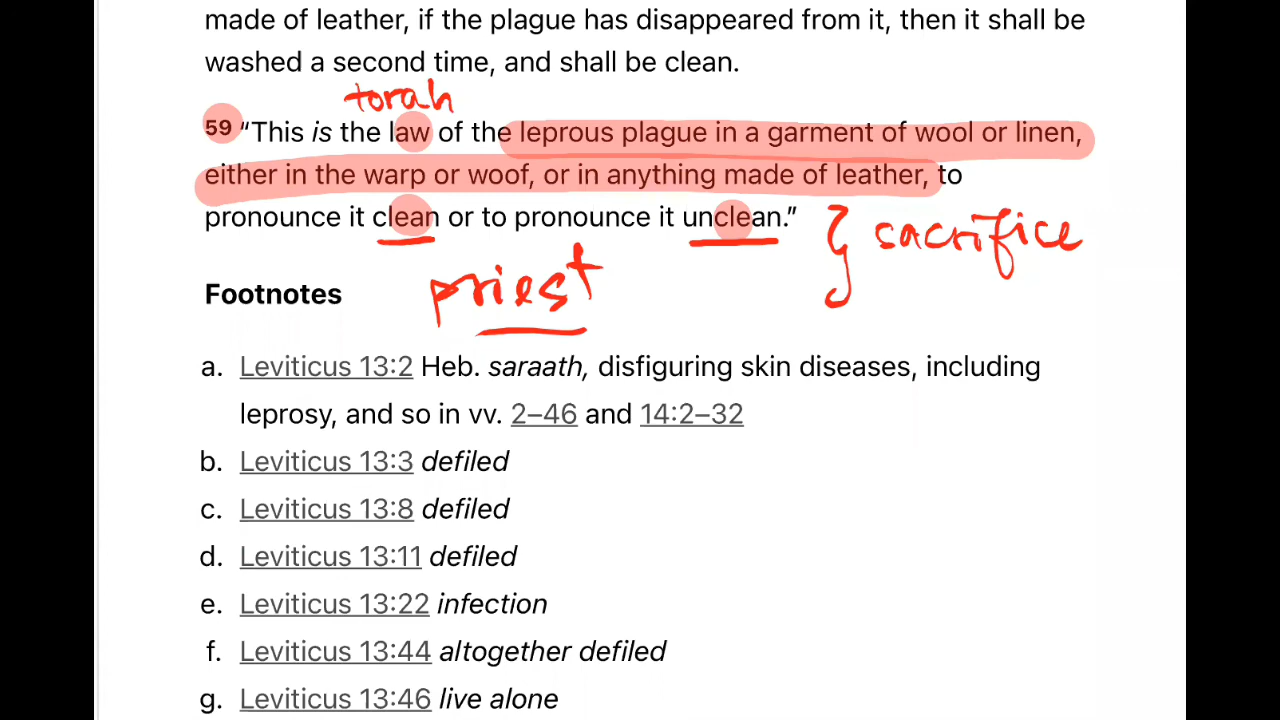 made of leather, if the plague has disappeared from it, then it shall be
washed a second time, and shall be clean.
torah
59 “This is the law of the leprous plague in a garment of wool or linen,
either in the warp or woof, or in anything made of leather, to
pronounce it clean or to pronounce it unclean.”
sacrifice
priest
Footnotes
a. Leviticus 13:2 Heb. saraath, disfiguring skin diseases, including
leprosy, and so in vv. 2–46 and 14:2–32
b. Leviticus 13:3 defiled
c. Leviticus 13:8 defiled
d. Leviticus 13:11 defiled
e. Leviticus 13:22 infection
f. Leviticus 13:44 altogether defiled
g. Leviticus 13:46 live alone